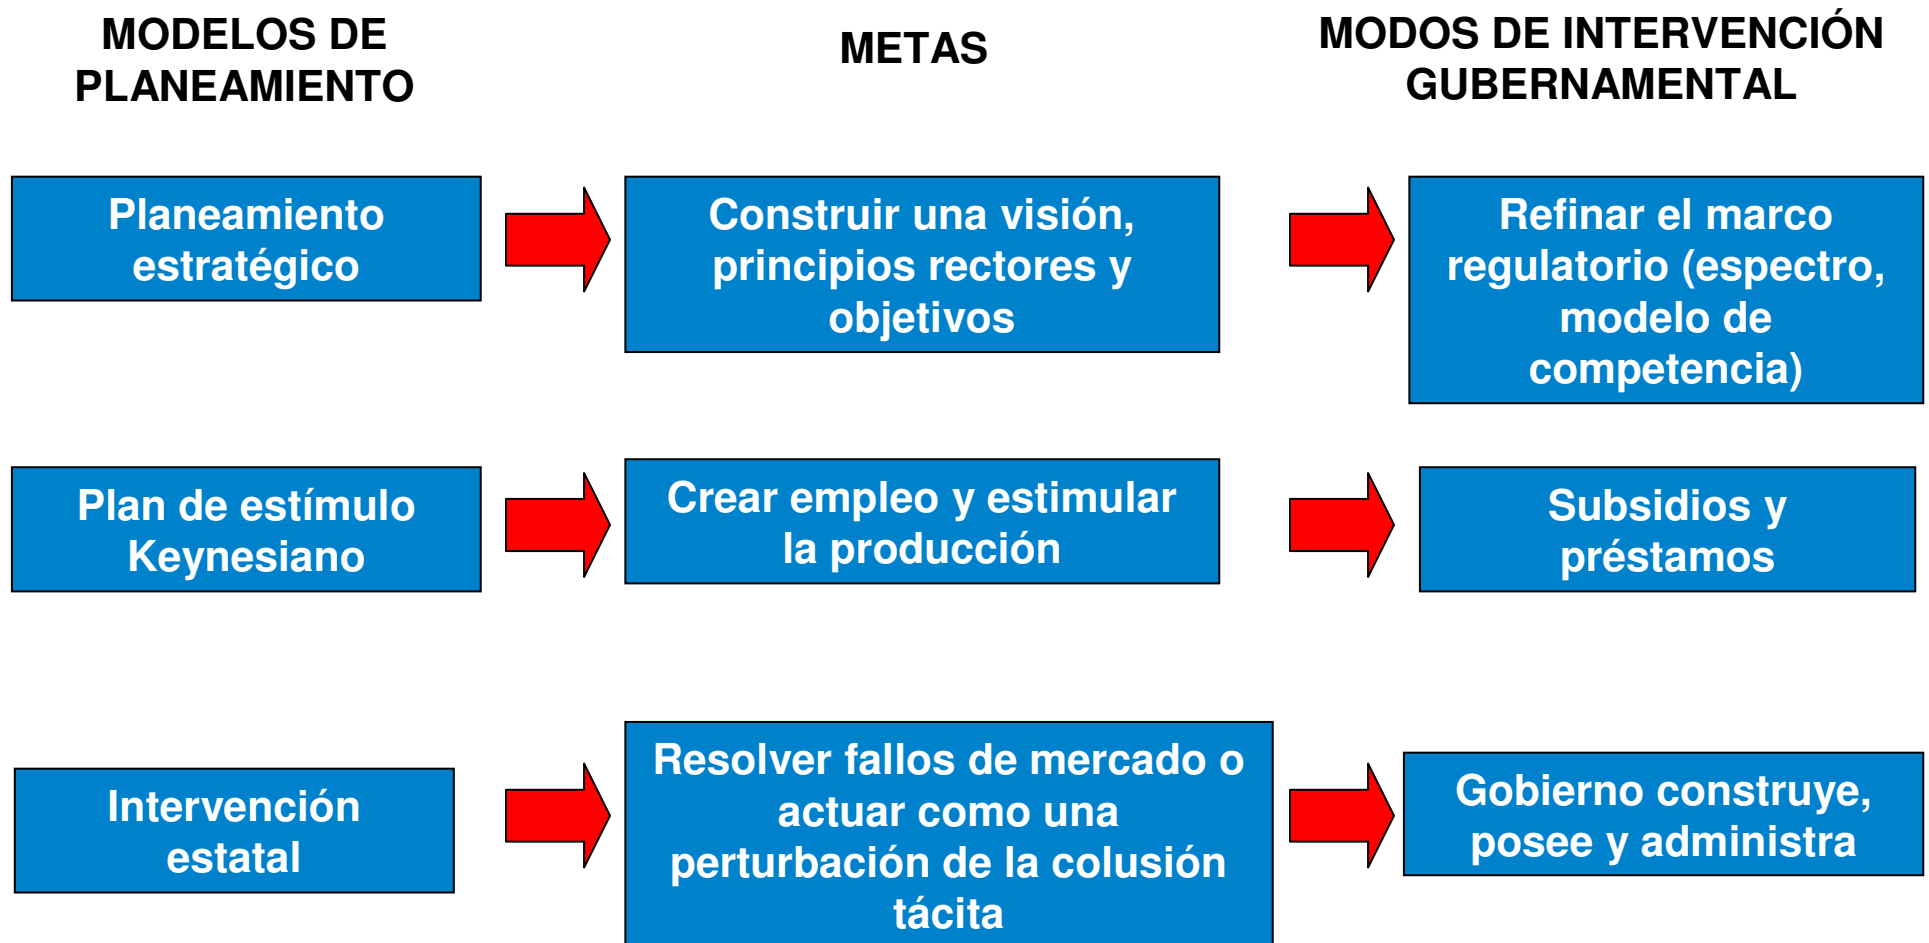 MODELOS DE
PLANEAMIENTO
METAS
MODOS DE INTERVENCIÓN
GUBERNAMENTAL
Planeamiento
estratégico
Construir una visión,
principios rectores y
objetivos
Refinar el marco
regulatorio (espectro,
modelo de
competencia)
Plan de estímulo
Keynesiano
Crear empleo y estimular
la producción
Subsidios y
préstamos
Intervención
estatal
Resolver fallos de mercado o
actuar como una
perturbación de la colusión
tácita
Gobierno construye,
posee y administra